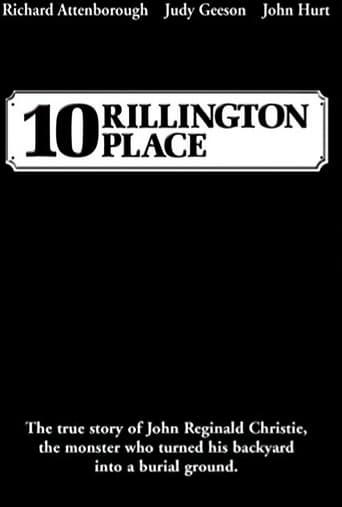 Richard Attenborough Judy Geeson John Hurt
10 RILLINGTON
PLACE
The true story of John Reginald Christie,
the monster who turned his backyard
into a burial ground.